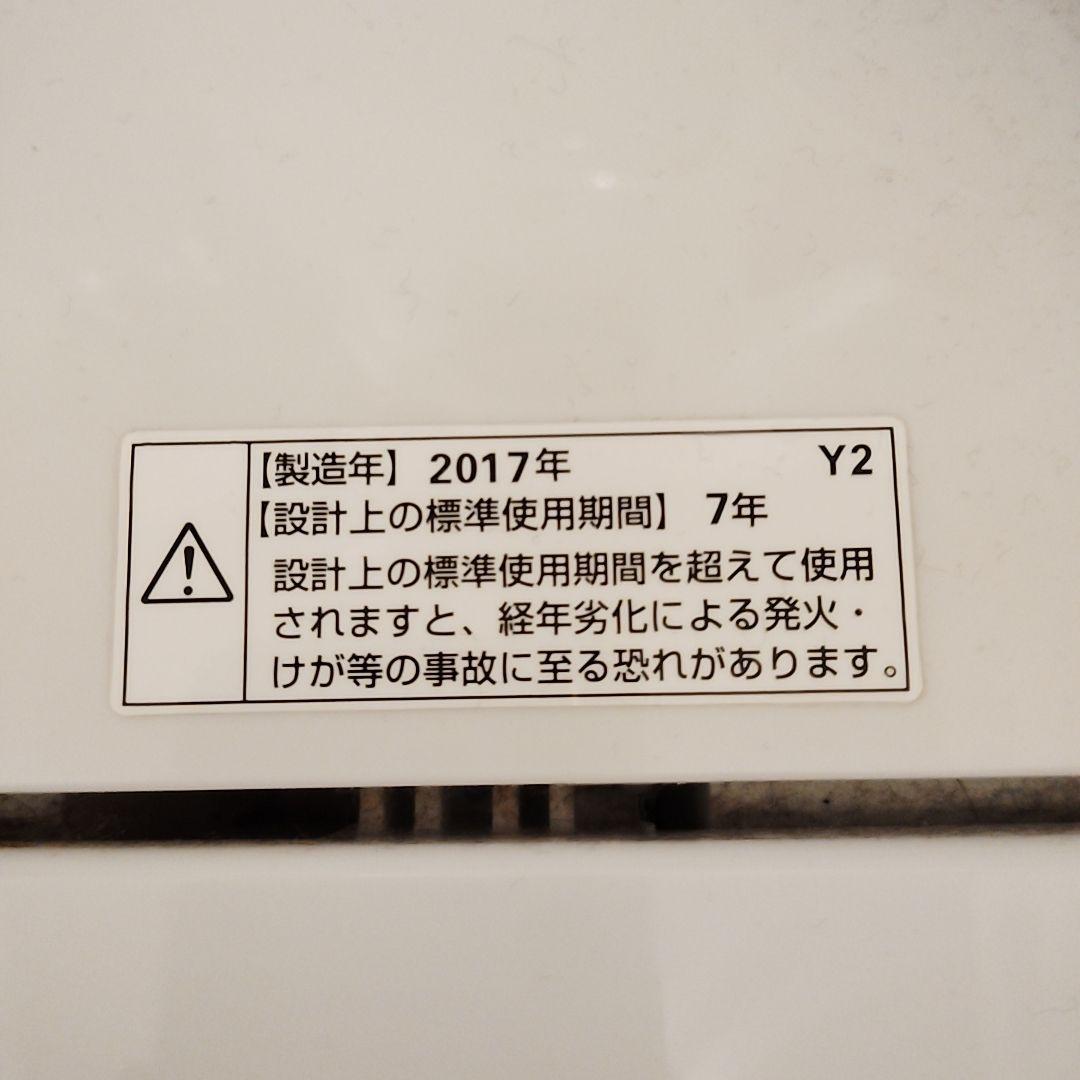 【製造年】 2017年 Y2
【設計上の標準使用期間】 7年
設計上の標準使用期間を超えて使用
されますと、経年劣化による発火・
けが等の事故に至る恐れがあります。